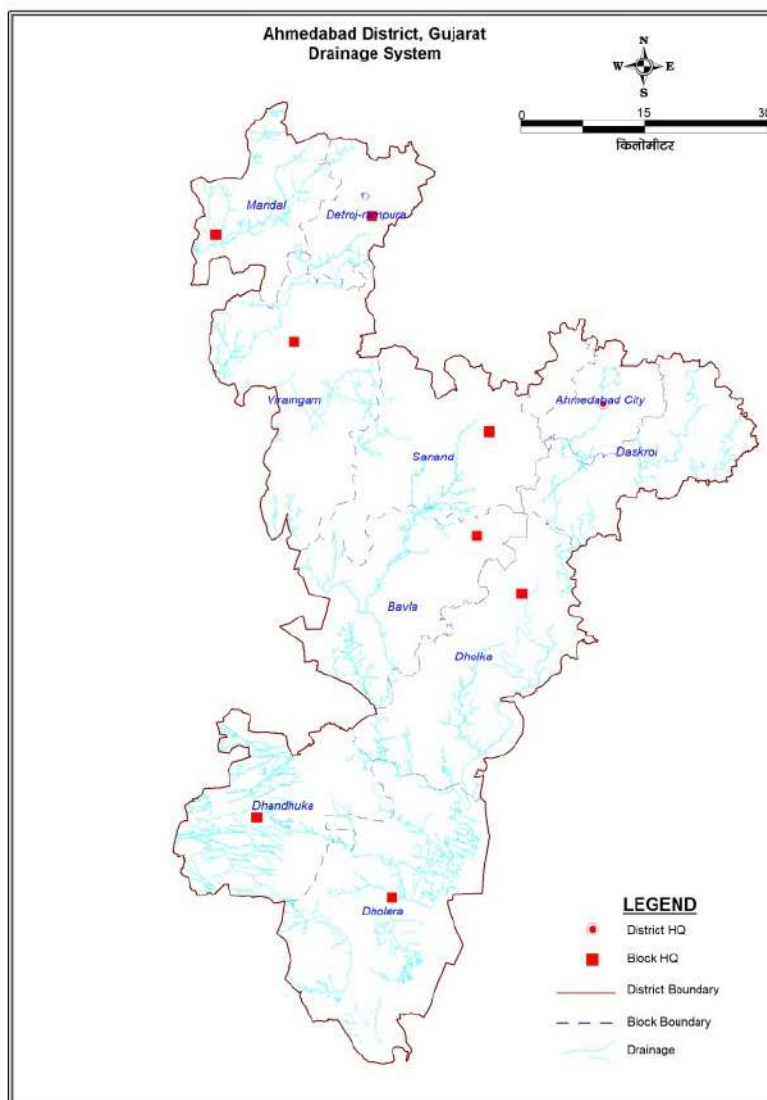 Ahmedabad District, Gujarat
Drainage System
N
W E
S
0 15 30
किलोमीटर
Mandal
Detroj-rampura
Viramgam
Ahmedabad City
Sanand
Daskroi
Bavla
Dholka
Dhandhuka
Dholera
LEGEND
District HQ
Block HQ
District Boundary
Block Boundary
Drainage